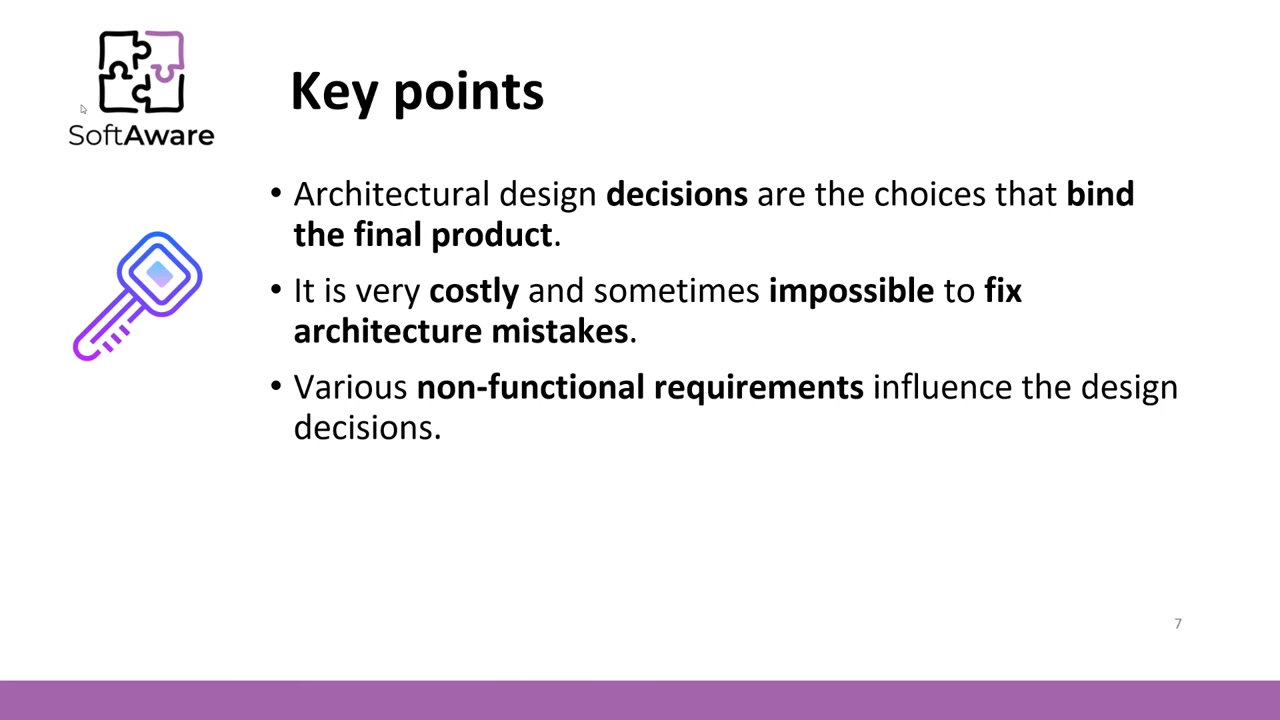 SoftAware
Key points
• Architectural design decisions are the choices that bind
the final product.
• It is very costly and sometimes impossible to fix
architecture mistakes.
• Various non-functional requirements influence the design
decisions.
7